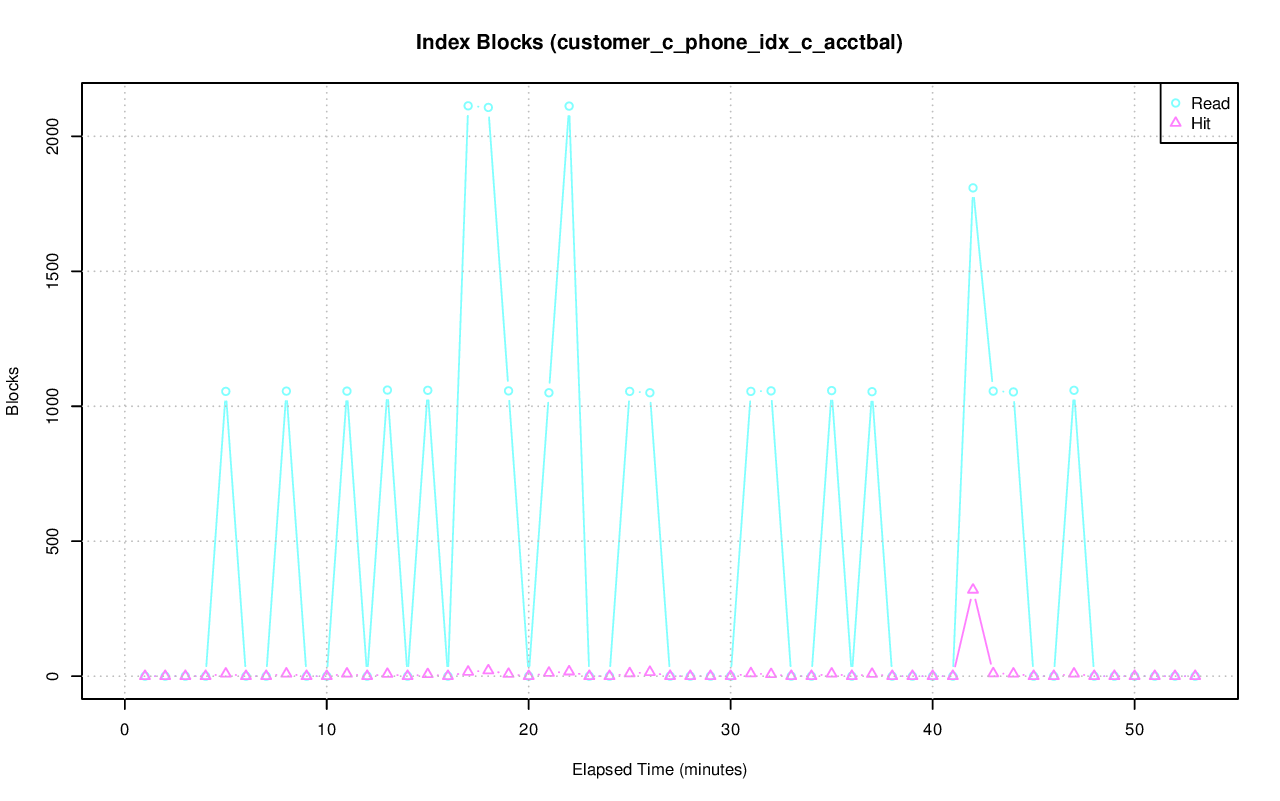 Index Blocks (customer_c_phone_idx_c_acctbal)
Read
Hit
2000
1500
1000
500
0
Blocks
0 10 20 30 40 50
Elapsed Time (minutes)